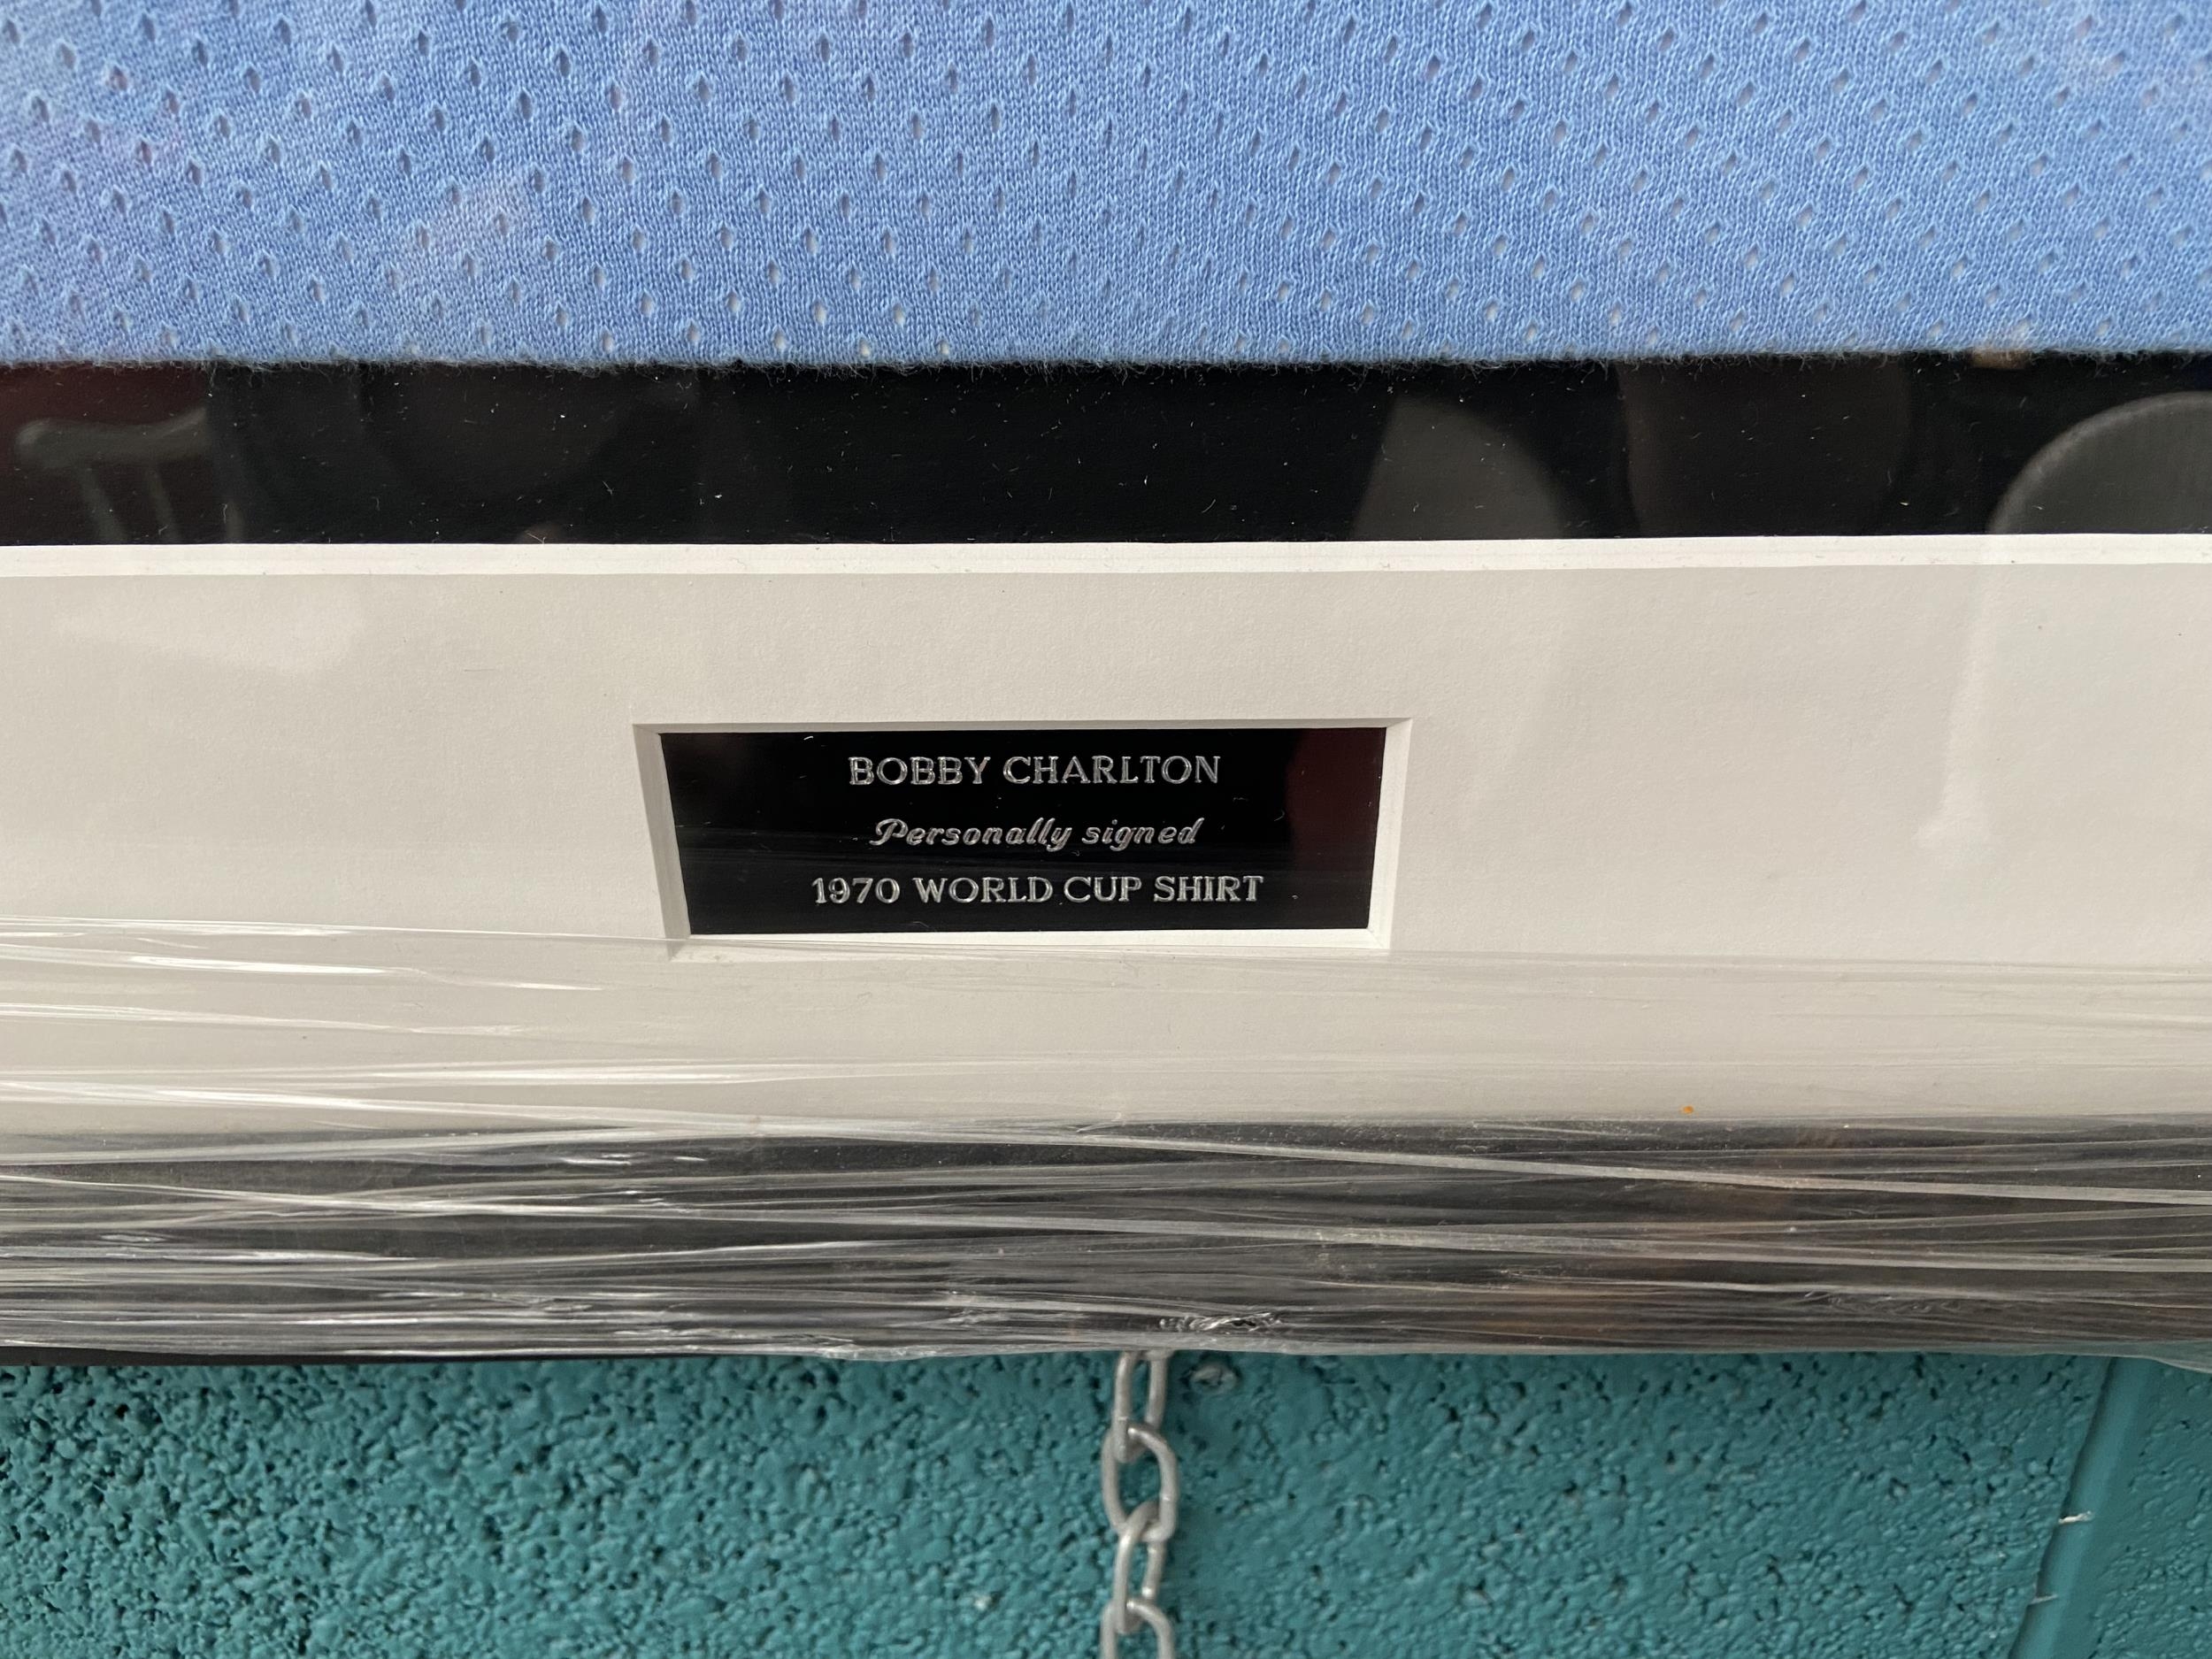 BOBBY CHARLTON
Personally signed
1970 WORLD CUP SHIRT